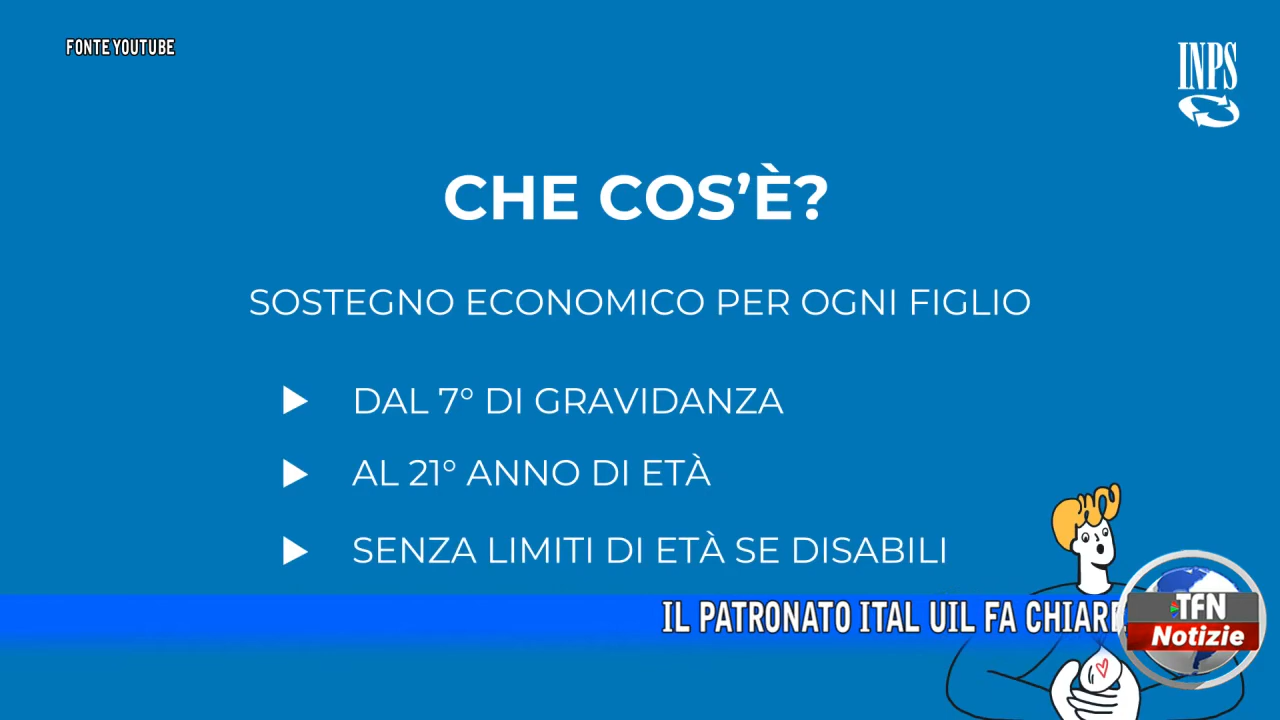 FONTE YOUTUBE
INPS
CHE COS'È?
SOSTEGNO ECONOMICO PER OGNI FIGLIO
DAL 7° DI GRAVIDANZA
AL 21° ANNO DI ETÀ
SENZA LIMITI DI ETÀ SE DISABILI
IL PATRONATO ITAL UIL FA CHIARE
TFN
Notizie